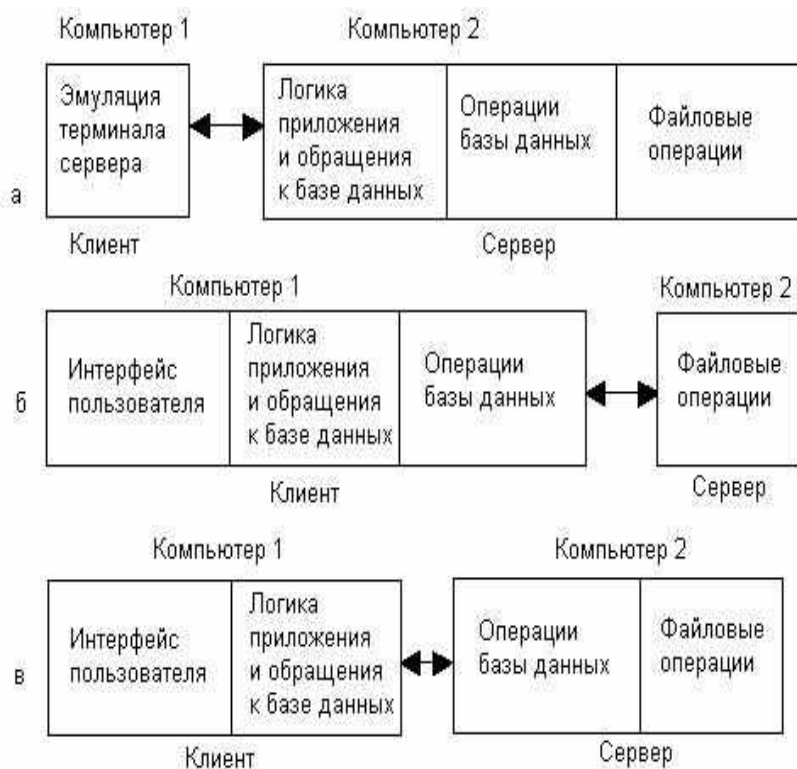 Компьютер 1
Компьютер 2
Эмуляция
терминала
сервера
Логика
приложения
и обращения
к базе данных
Операции
базы данных
Файловые
операции
а
Клиент
Сервер
Компьютер 1
Компьютер 2
Интерфейс
пользователя
Логика
приложения
и обращения
к базе данных
Операции
базы данных
Файловые
операции
б
Клиент
Сервер
Компьютер 1
Компьютер 2
Интерфейс
пользователя
Логика
приложения
и обращения
к базе данных
Операции
базы данных
Файловые
операции
в
Клиент
Сервер